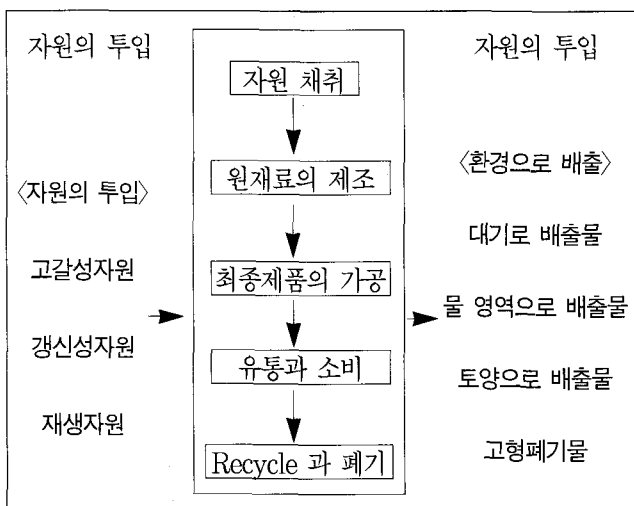 자원의 투입
자원의 투입
자원 채취
〈환경으로 배출〉
원재료의 제조
〈자원의 투입〉
대기로 배출물
고갈성자원
최종제품의 가공
물 영역으로 배출물
갱신성자원
유통과 소비
토양으로 배출물
재생자원
고형폐기물
Recycle 과 폐기